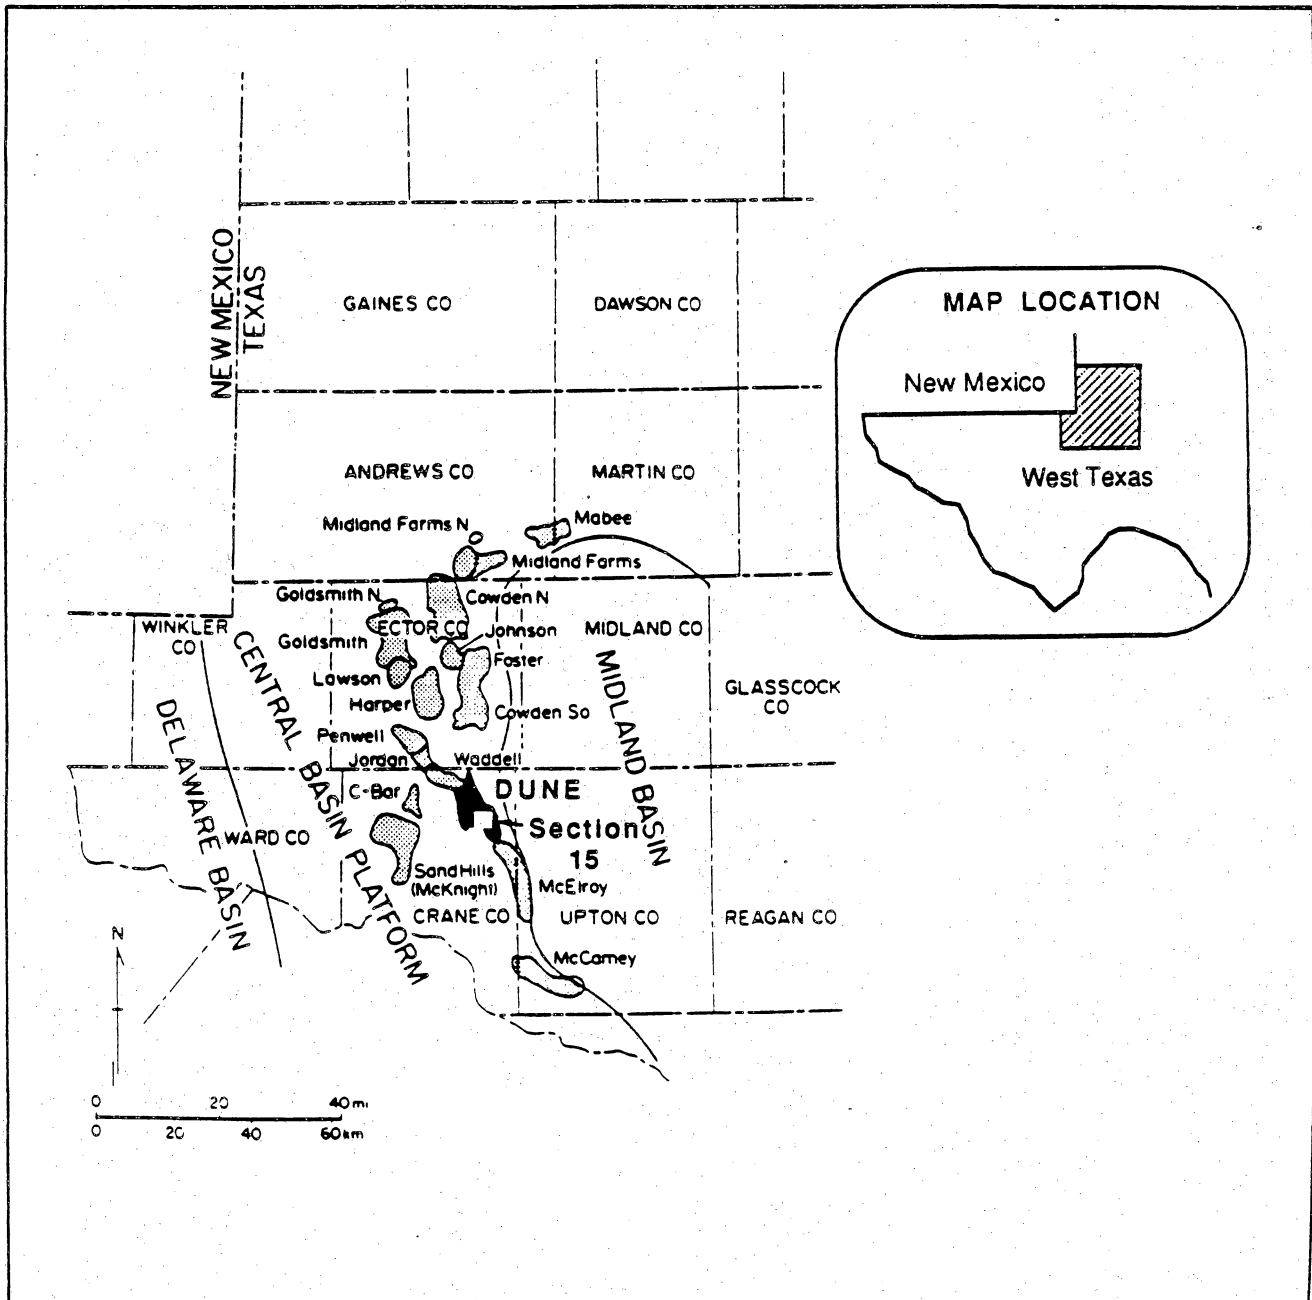 NEW MEXICO
TEXAS
GAINES CO
DAWSON CO
MAP LOCATION
New Mexico
West Texas
ANDREWS CO
MARTIN CO
Midland Farms N
Mabee
Midland Farms
Goldsmith N
Cowden N
WINKLER
CO
ECTOR CO
Johnson
MIDLAND CO
Goldsmith
Foster
Lawson
Harper
Cowden So
GLASSCOCK
CO
CENTRAL BASIN PLATFORM
MIDLAND BASIN
DELAWARE BASIN
Penwell
Jordan
Waddell
C-Bar
DUNE
Section
15
WARD CO
Sand Hills
(McKnight)
McElroy
CRANE CO
UPTON CO
REAGAN CO
McCamey
N
0 20 40 mi
0 20 40 60 km